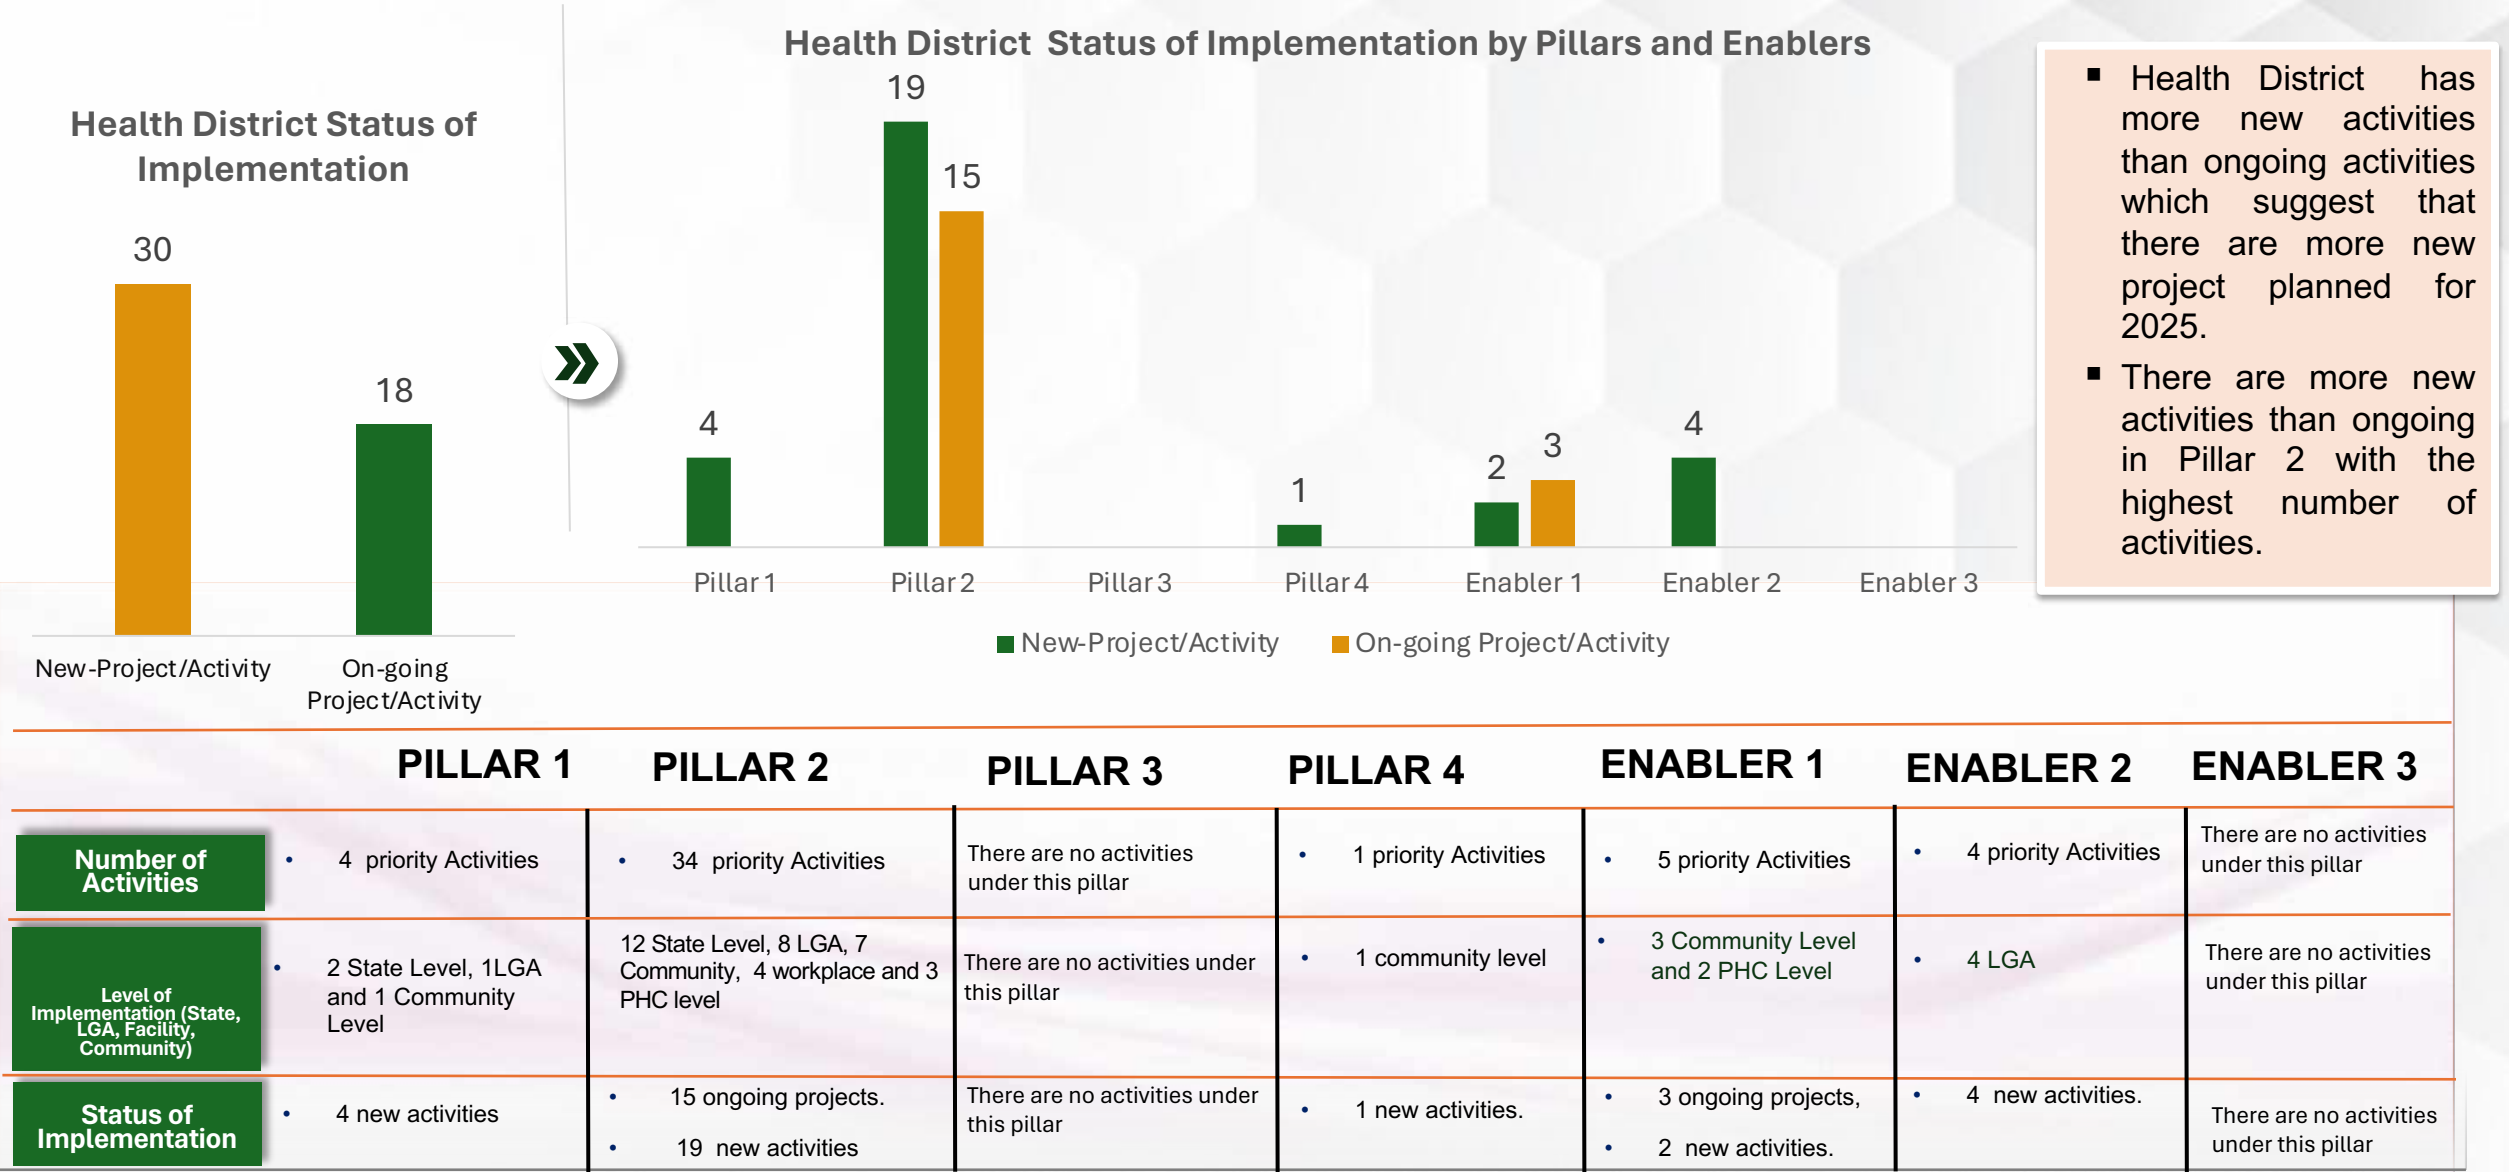 Health District Status of
Implementation
30
18
New-Project/Activity
On-going
Project/Activity
Health District Status of Implementation by Pillars and Enablers
4
19
15
1
2
3
4
Pillar 1
Pillar 2
Pillar 3
Pillar 4
Enabler 1
Enabler 2
Enabler 3
New-Project/Activity
On-going Project/Activity
▪ Health District has
more new activities
than ongoing activities
which suggest that
there are more new
project planned for
2025.
▪ There are more new
activities than ongoing
in Pillar 2 with the
highest number of
activities.
PILLAR 1
PILLAR 2
PILLAR 3
PILLAR 4
ENABLER 1
ENABLER 2
ENABLER 3
Number of
Activities
• 4 priority Activities
• 34 priority Activities
There are no activities
under this pillar
• 1 priority Activities
• 5 priority Activities
• 4 priority Activities
There are no activities
under this pillar
Level of
Implementation (State,
LGA, Facility,
Community)
• 2 State Level, 1LGA
and 1 Community
Level
12 State Level, 8 LGA, 7
Community, 4 workplace and 3
PHC level
There are no activities under
this pillar
• 1 community level
• 3 Community Level
and 2 PHC Level
• 4 LGA
There are no activities
under this pillar
Status of
Implementation
• 4 new activities
• 15 ongoing projects.
• 19 new activities
There are no activities under
this pillar
• 1 new activities.
• 3 ongoing projects,
• 2 new activities.
• 4 new activities.
There are no activities
under this pillar